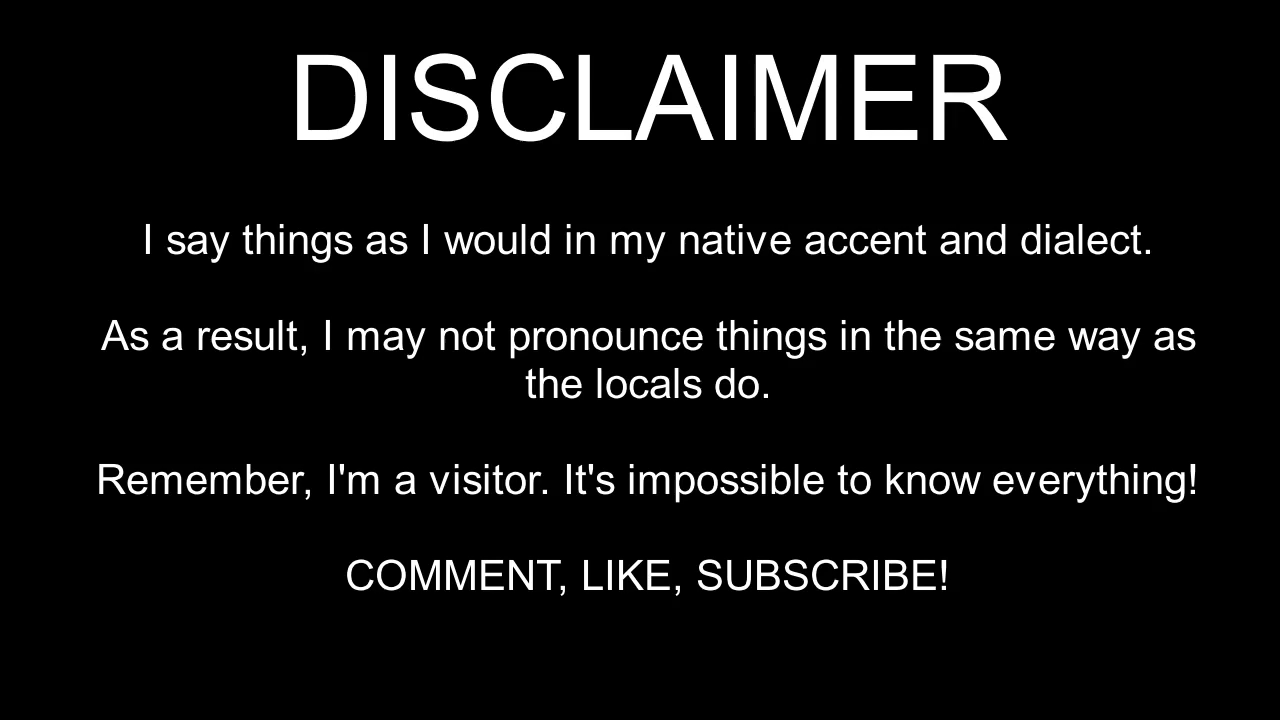 DISCLAIMER
I say things as I would in my native accent and dialect.
As a result, I may not pronounce things in the same way as
the locals do.
Remember, I'm a visitor. It's impossible to know everything!
COMMENT, LIKE, SUBSCRIBE!